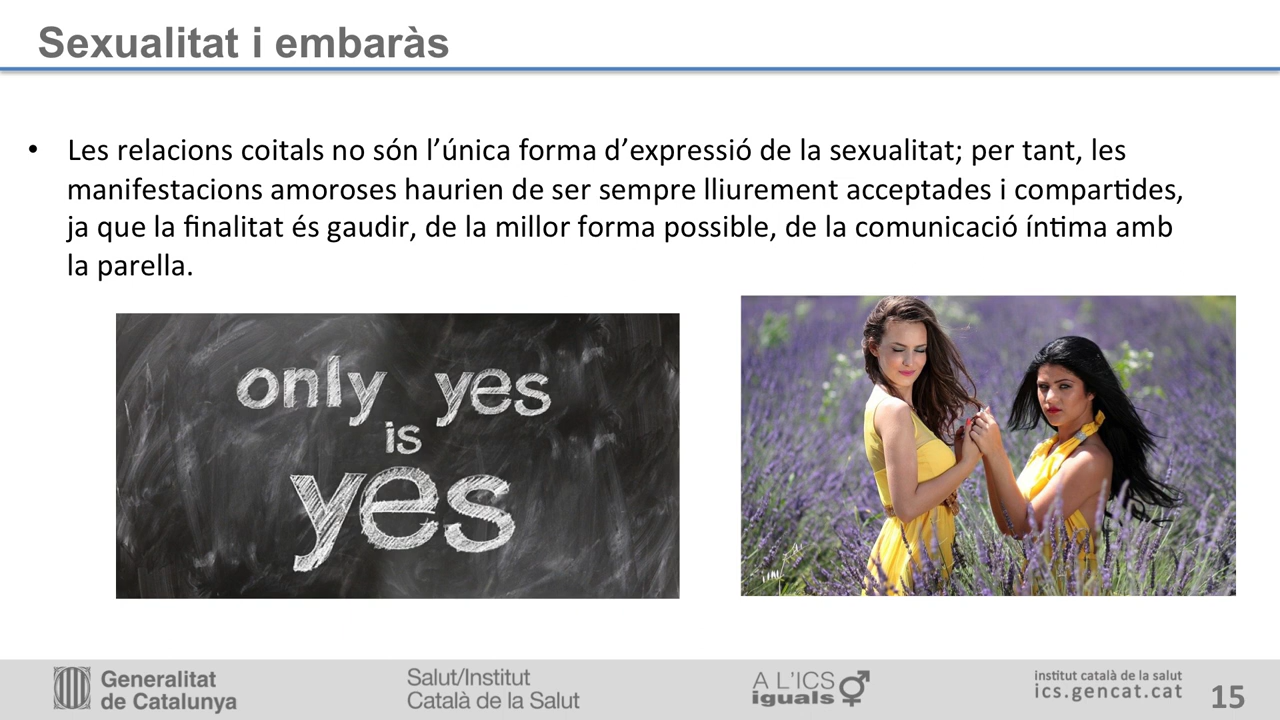 Sexualitat i embaràs
• Les relacions coitals no són l’única forma d’expressió de la sexualitat; per tant, les
manifestacions amoroses haurien de ser sempre lliurement acceptades i compartides,
ja que la finalitat és gaudir, de la millor forma possible, de la comunicació íntima amb
la parella.
only yes
is
yes
Generalitat
de Catalunya
Salut/Institut
Català de la Salut
A L’ICS
iguals
institut català de la salut
ics.gencat.cat
15